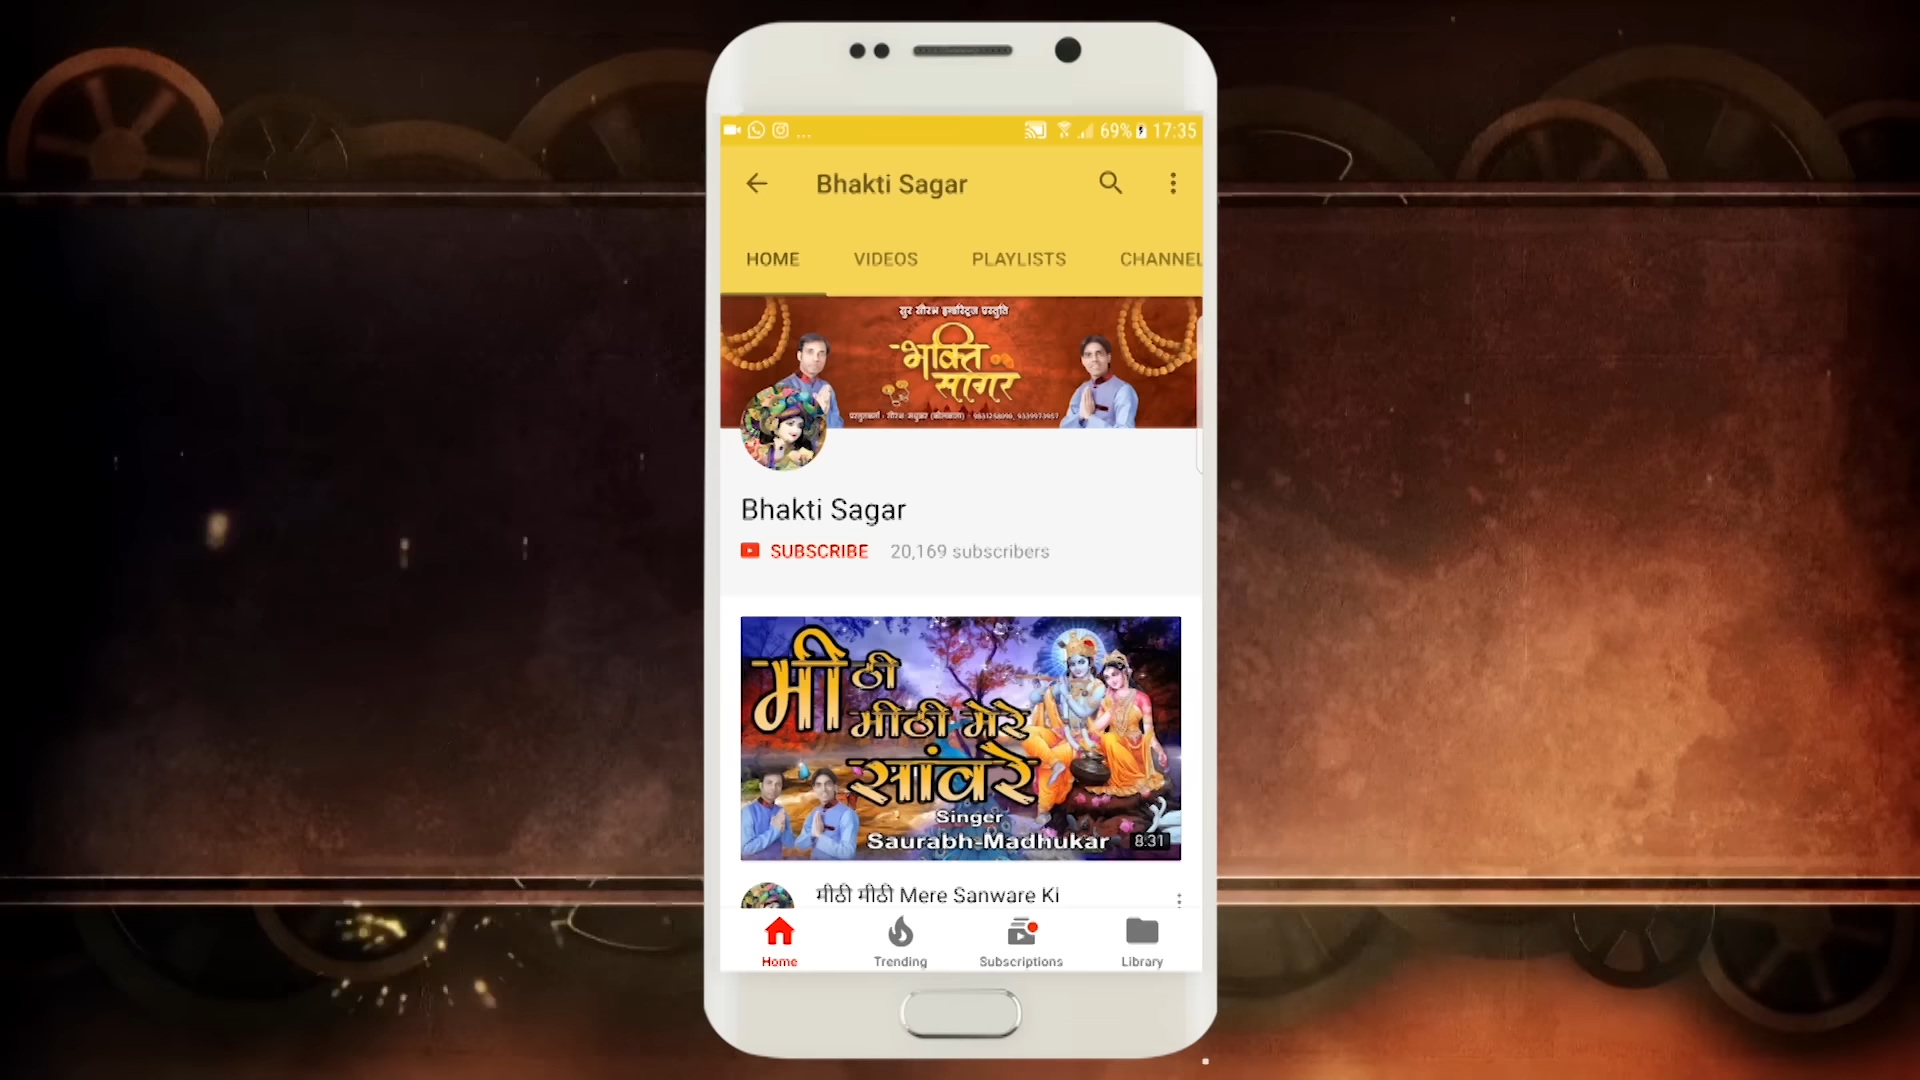 ... 69% 17:35
Bhakti Sagar
HOME VIDEOS PLAYLISTS CHANNEL
भक्ति
सागर
Bhakti Sagar
SUBSCRIBE 20,169 subscribers
मीठी
मीठी मेरे
सांवरे
Singer
Saurabh-Madhukar 8:31
मीठी मीठी Mere Sanware Ki
Home Trending Subscriptions Library